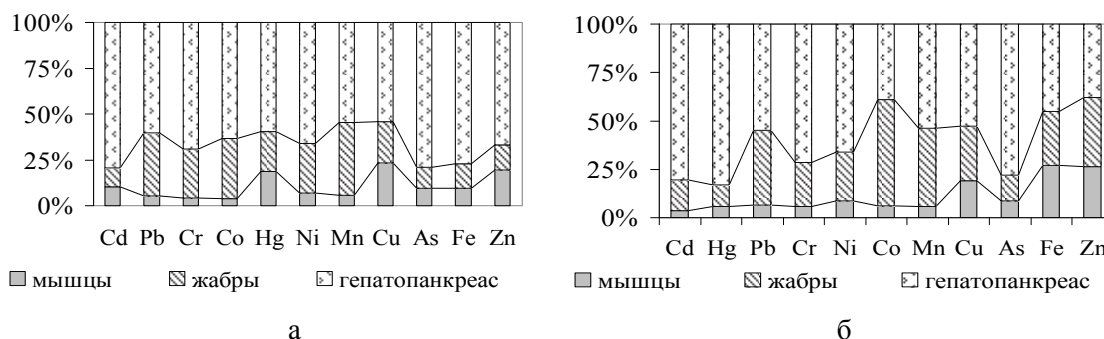 100%
75%
50%
25%
0%
Cd Pb Cr Co Hg Ni Mn Cu As Fe Zn
мышцы жабры гепатопанкреас
а
100%
75%
50%
25%
0%
Cd Hg Pb Cr Ni Co Mn Cu As Fe Zn
мышцы жабры гепатопанкреас
б